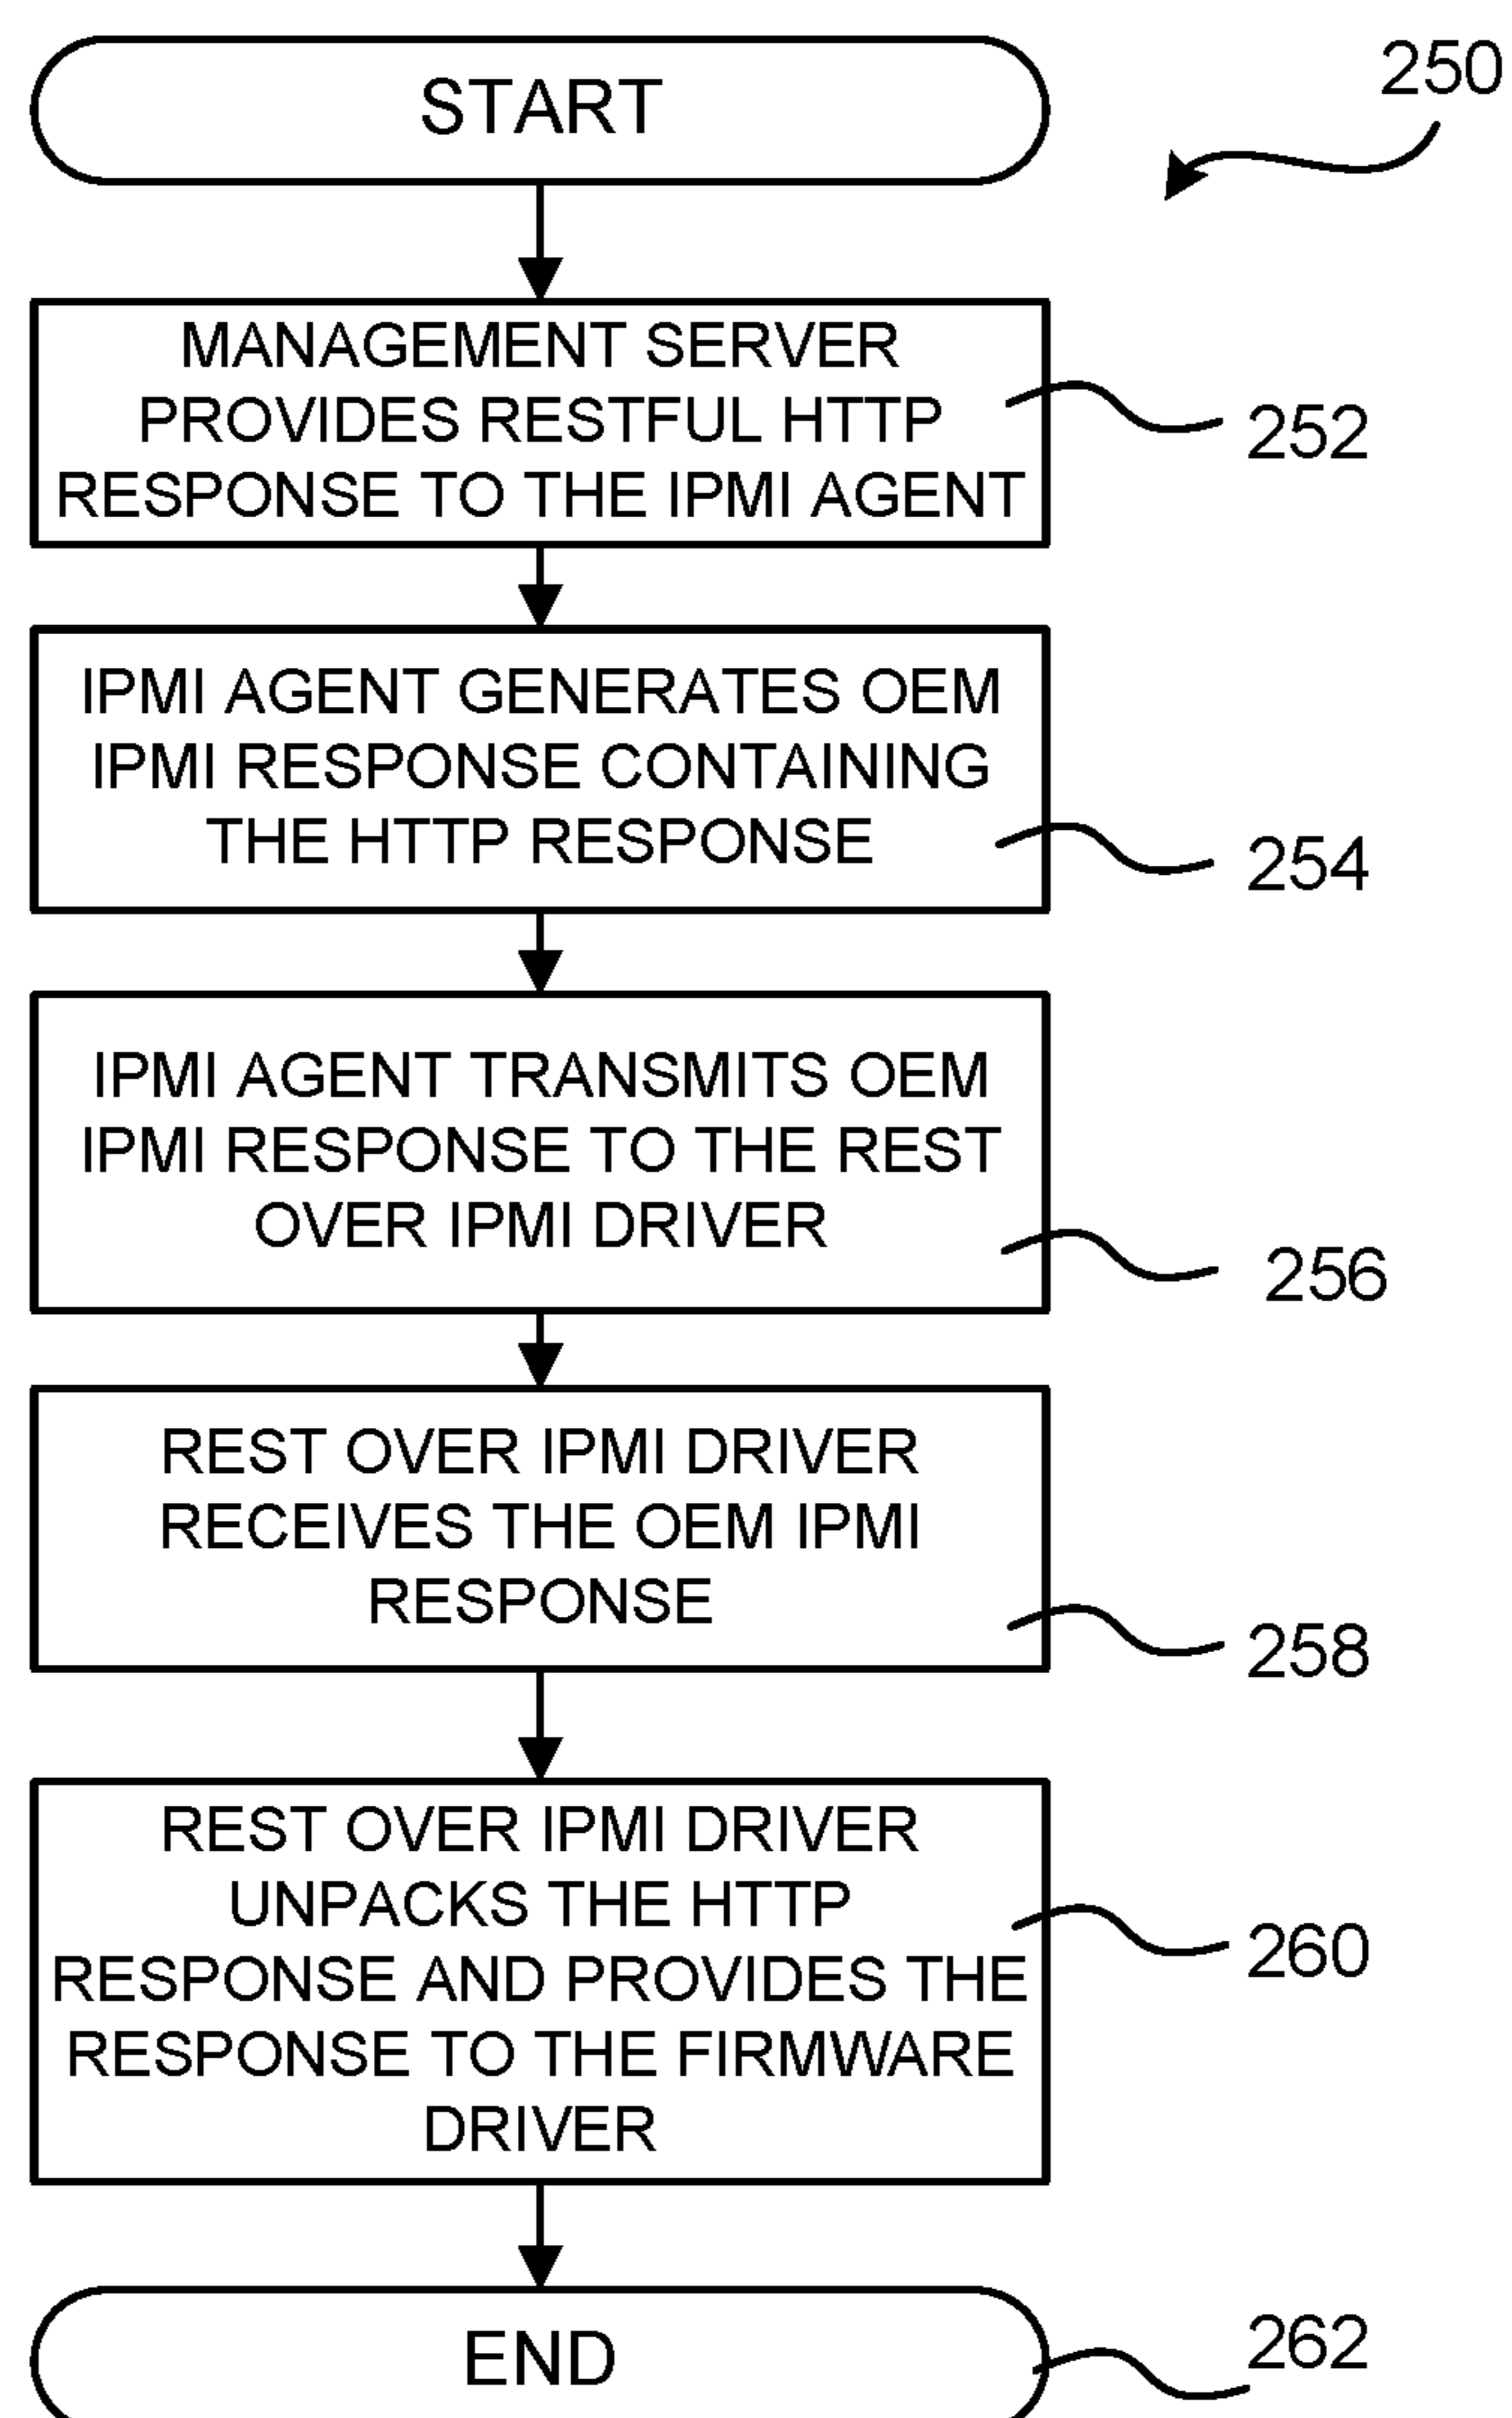 START
250
MANAGEMENT SERVER
PROVIDES RESTFUL HTTP
RESPONSE TO THE IPMI AGENT
252
IPMI AGENT GENERATES OEM
IPMI RESPONSE CONTAINING
THE HTTP RESPONSE
254
IPMI AGENT TRANSMITS OEM
IPMI RESPONSE TO THE REST
OVER IPMI DRIVER
256
REST OVER IPMI DRIVER
RECEIVES THE OEM IPMI
RESPONSE
258
REST OVER IPMI DRIVER
UNPACKS THE HTTP
RESPONSE AND PROVIDES THE
RESPONSE TO THE FIRMWARE
DRIVER
260
END
262